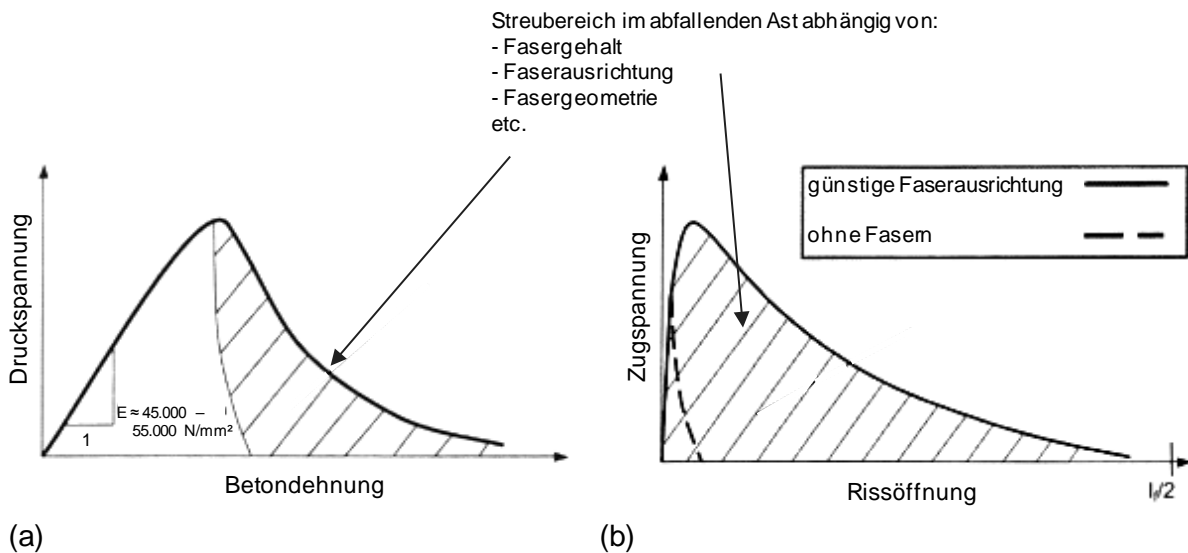 Streubereich im abfallenden Ast abhängig von:
- Fasergehalt
- Faserausrichtung
- Fasergeometrie
etc.
Druckspannung
E ≈ 45.000 –
55.000 N/mm²
1
Betondehnung
(a)
Zugspannung
günstige Faserausrichtung
ohne Fasern
Rissöffnung
lf/2
(b)